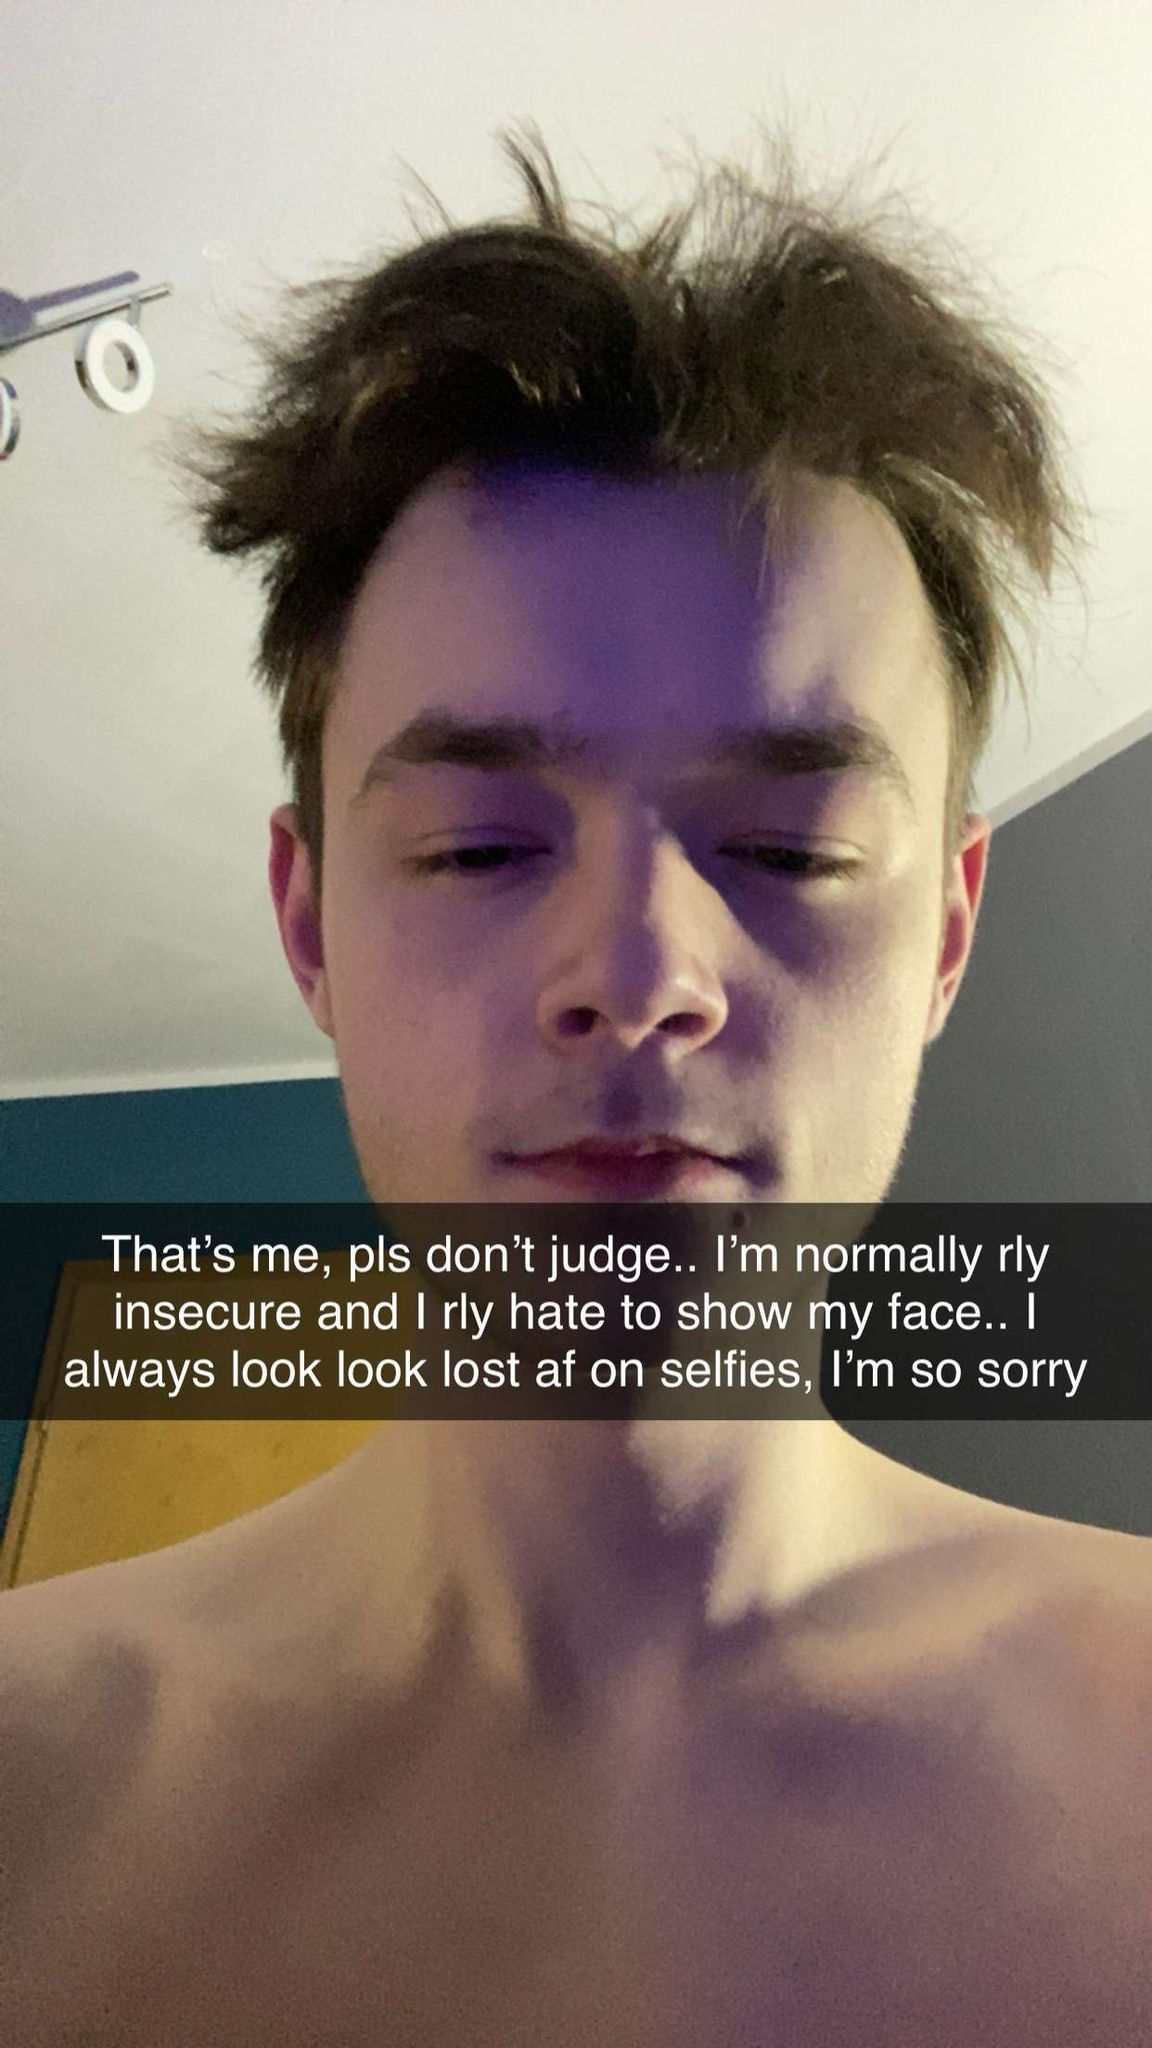 That’s me, pls don’t judge.. I’m normally rly
insecure and I rly hate to show my face.. I
always look look lost af on selfies, I’m so sorry